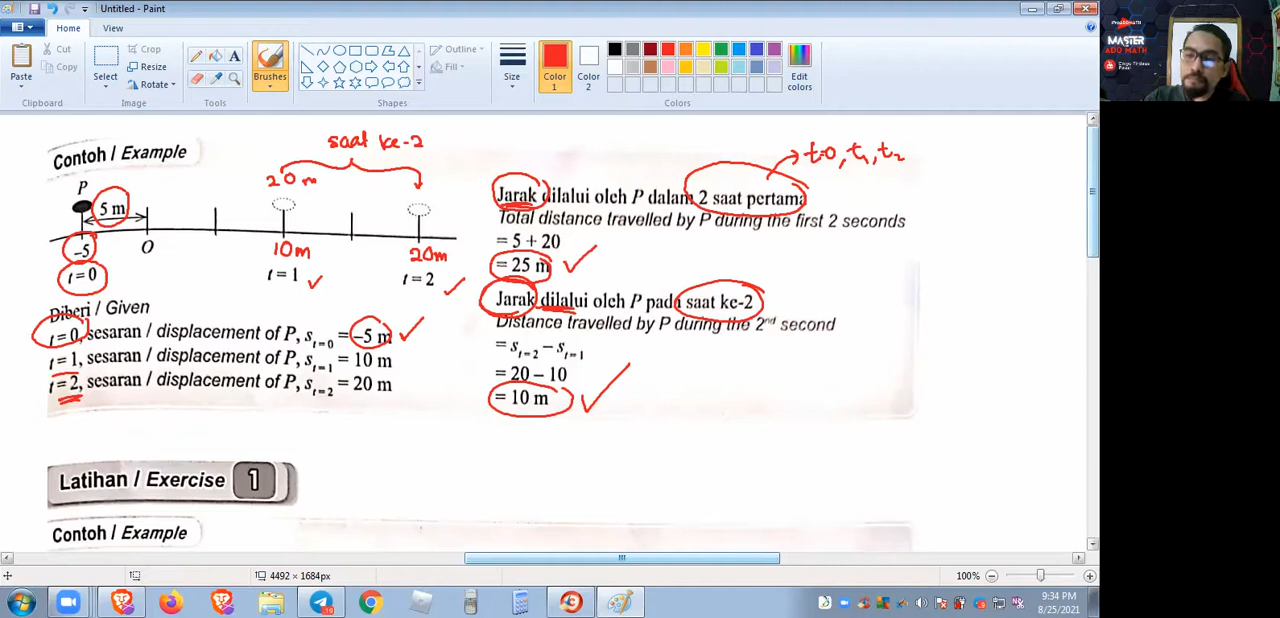 Untitled - Paint
Home View
Paste
Cut
Copy
Clipboard
Select
Crop
Resize
Rotate
Image
A
Tools
Brushes
Shapes
Outline
Fill
Size
Color 1
Color 2
Edit colors
Colors
MASTER
ADD MATH
Contoh / Example
saat ke-2
20 m
P
5 m
-5
O
10m
20m
t = 0
t = 1
t = 2
Diberi / Given
t = 0, sesaran / displacement of P, s t=0 = –5 m
t = 1, sesaran / displacement of P, s t=1 = 10 m
t = 2, sesaran / displacement of P, s t=2 = 20 m
t=0, t1, t2
Jarak dilalui oleh P dalam 2 saat pertama
Total distance travelled by P during the first 2 seconds
= 5 + 20
= 25 m
Jarak dilalui oleh P pada saat ke-2
Distance travelled by P during the 2nd second
= s t=2 – s t=1
= 20 – 10
= 10 m
Latihan / Exercise 1
Contoh / Example
4492 × 1684px
100%
9:34 PM
8/25/2021